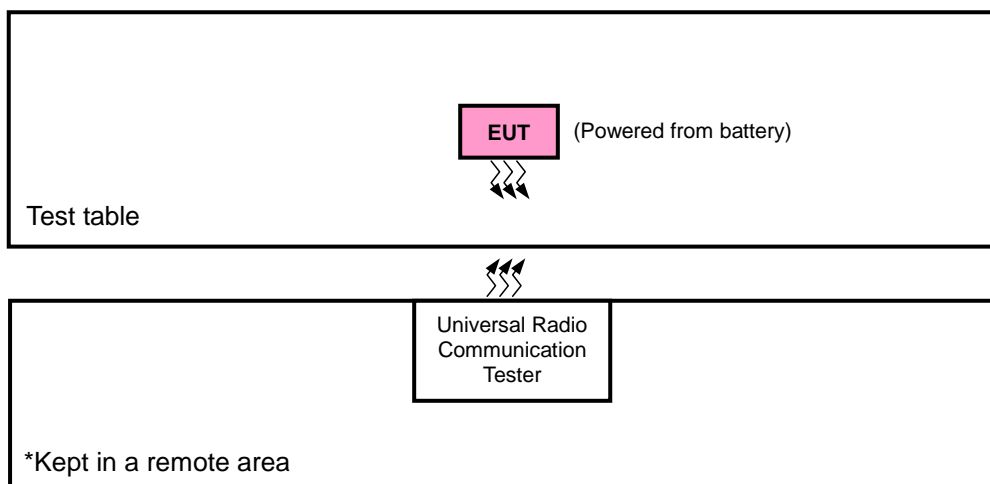 EUT
(Powered from battery)
Test table
Universal Radio
Communication
Tester
*Kept in a remote area